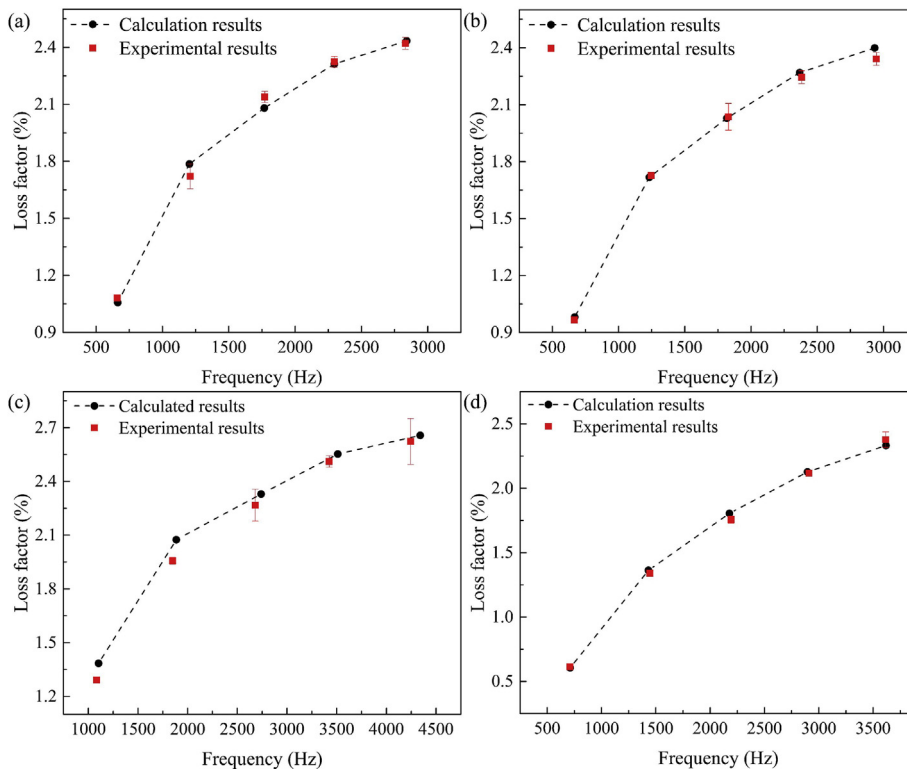 (a)
Calculation results
Experimental results
2.4
2.1
1.8
1.5
1.2
0.9
Loss factor (%)
500 1000 1500 2000 2500 3000
Frequency (Hz)
(b)
Calculation results
Experimental results
2.4
2.1
1.8
1.5
1.2
0.9
Loss factor (%)
500 1000 1500 2000 2500 3000
Frequency (Hz)
(c)
Calculated results
Experimental results
2.7
2.4
2.1
1.8
1.5
1.2
Loss factor (%)
1000 1500 2000 2500 3000 3500 4000 4500
Frequency (Hz)
(d)
Calculation results
Experimental results
2.5
2.0
1.5
1.0
0.5
Loss factor (%)
500 1000 1500 2000 2500 3000 3500
Frequency (Hz)